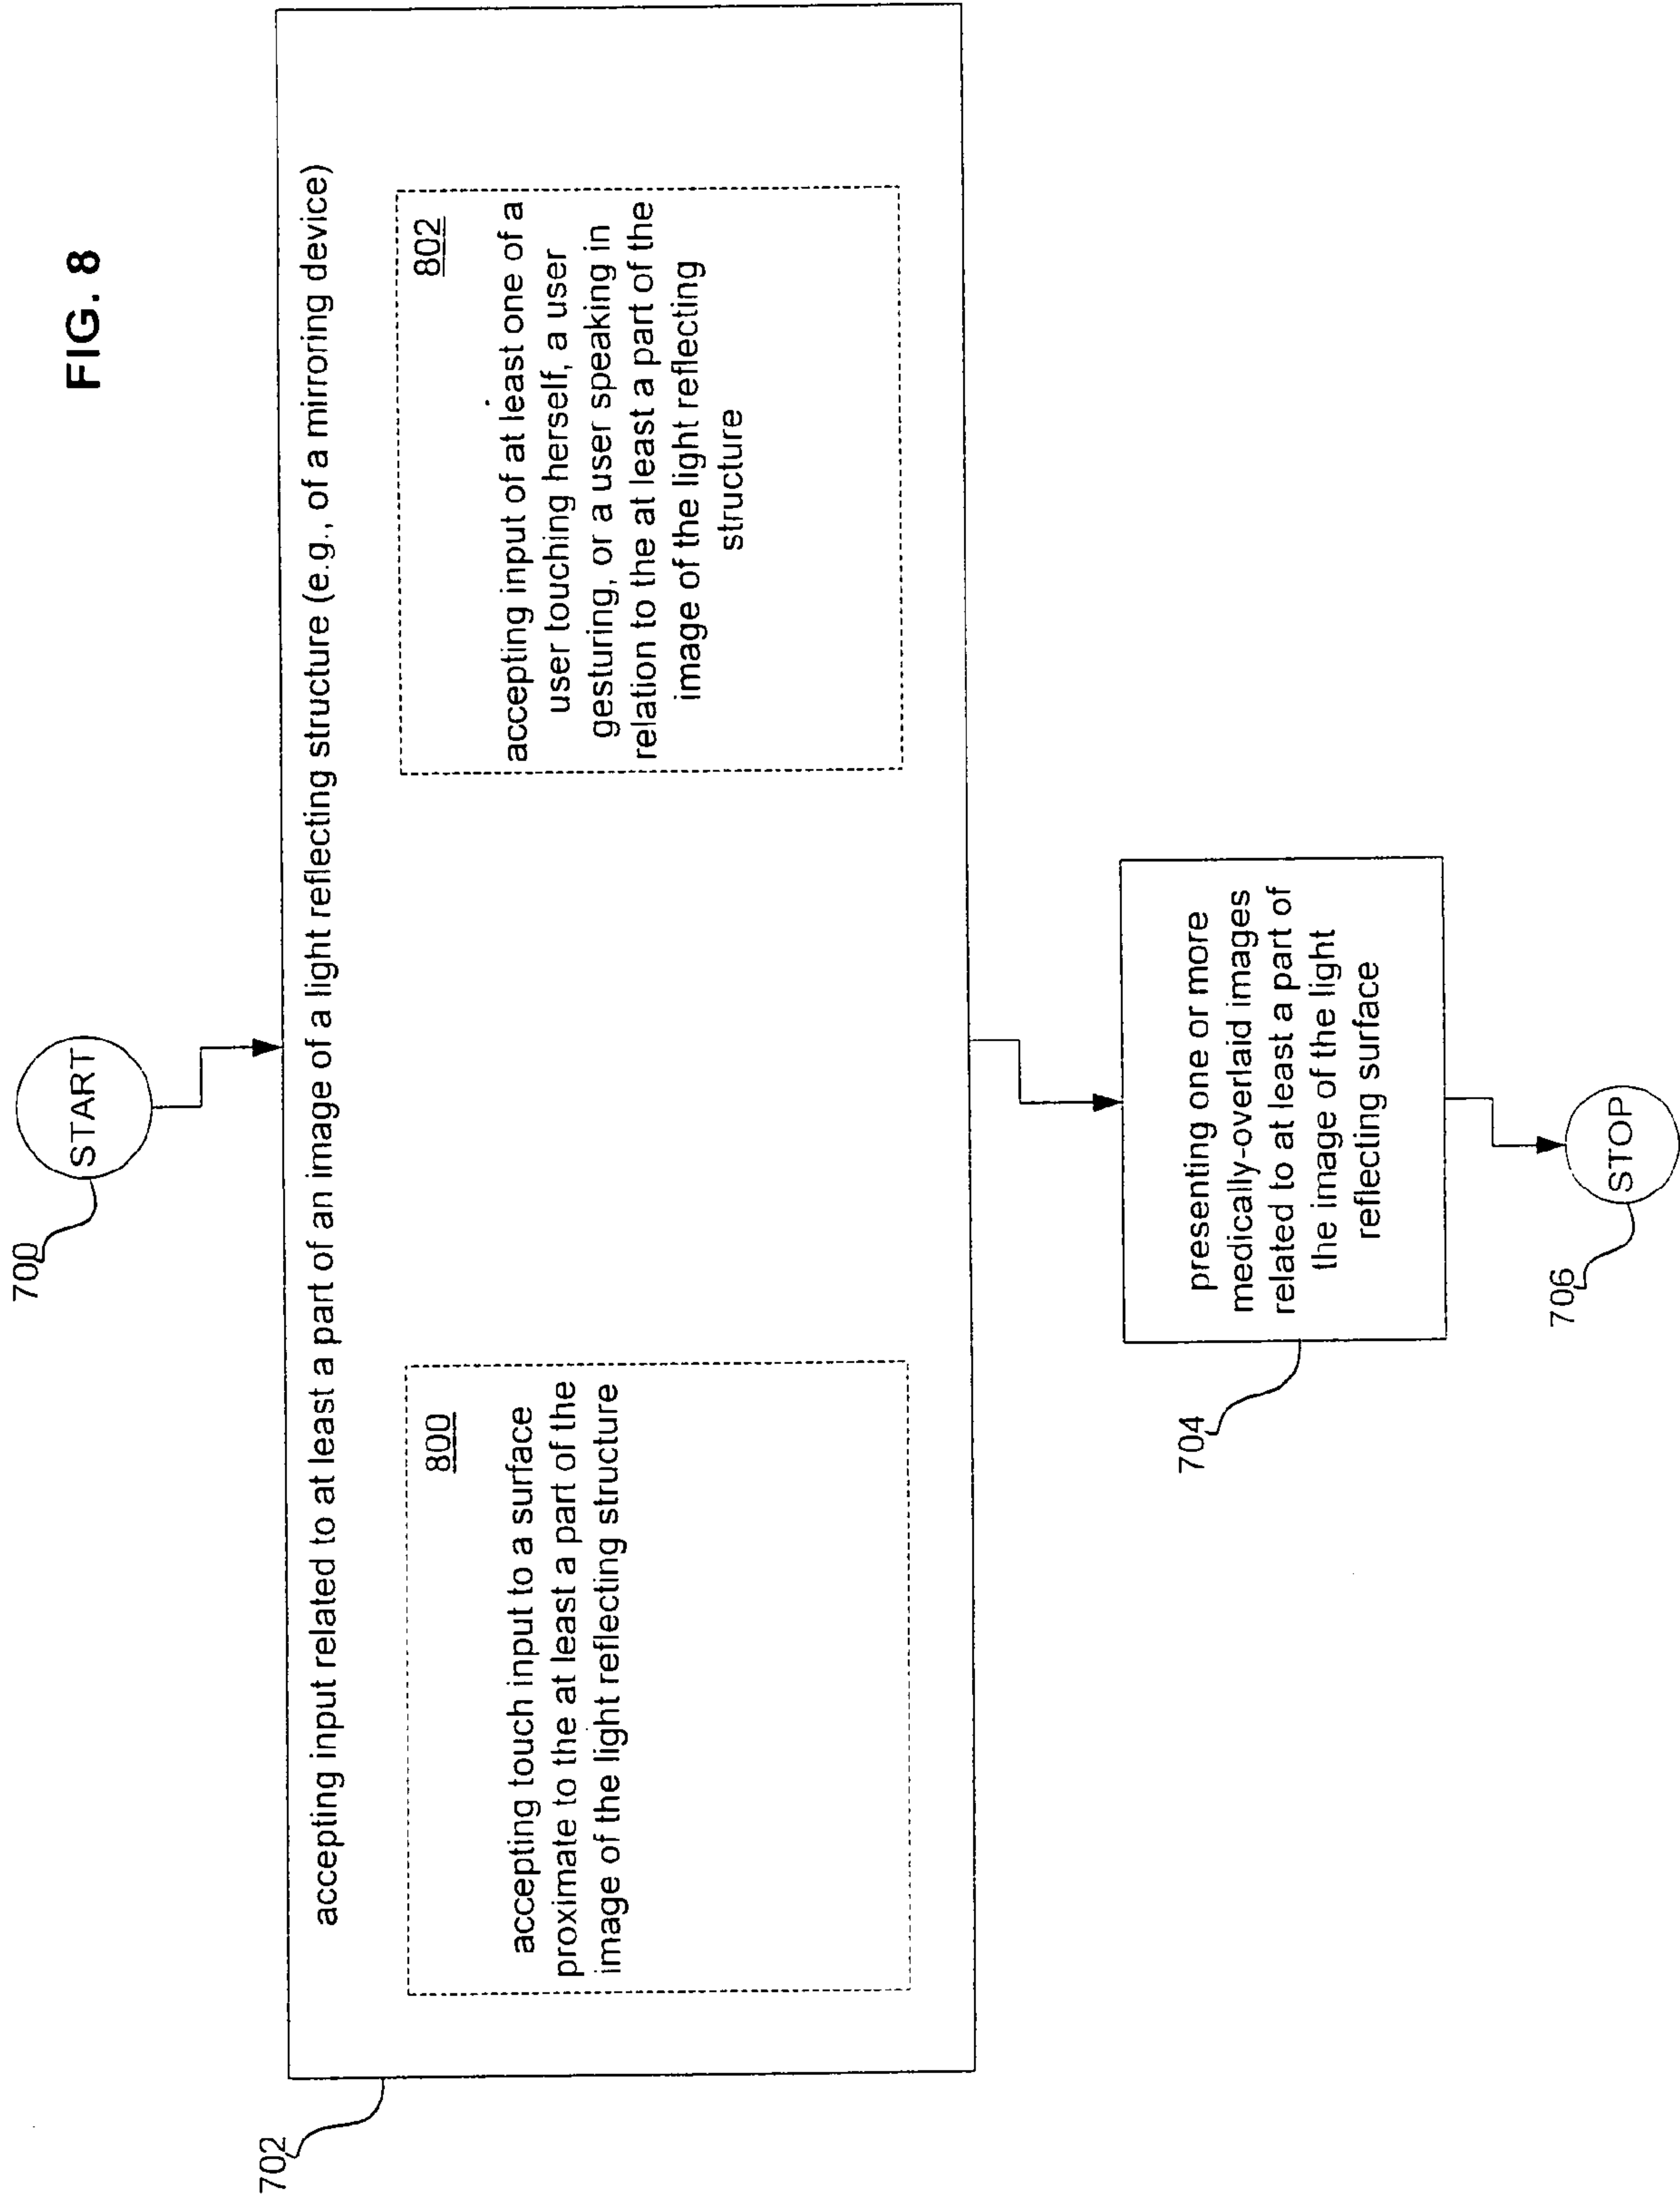 FIG. 8
700
START
702
accepting input related to at least a part of an image of a light reflecting structure (e.g., of a mirroring device)
800
accepting touch input to a surface
proximate to the at least a part of the
image of the light reflecting structure
802
accepting input of at least one of a
user touching herself, a user
gesturing, or a user speaking in
relation to the at least a part of the
image of the light reflecting
structure
704
presenting one or more
medically-overlaid images
related to at least a part of
the image of the light
reflecting surface
706
STOP